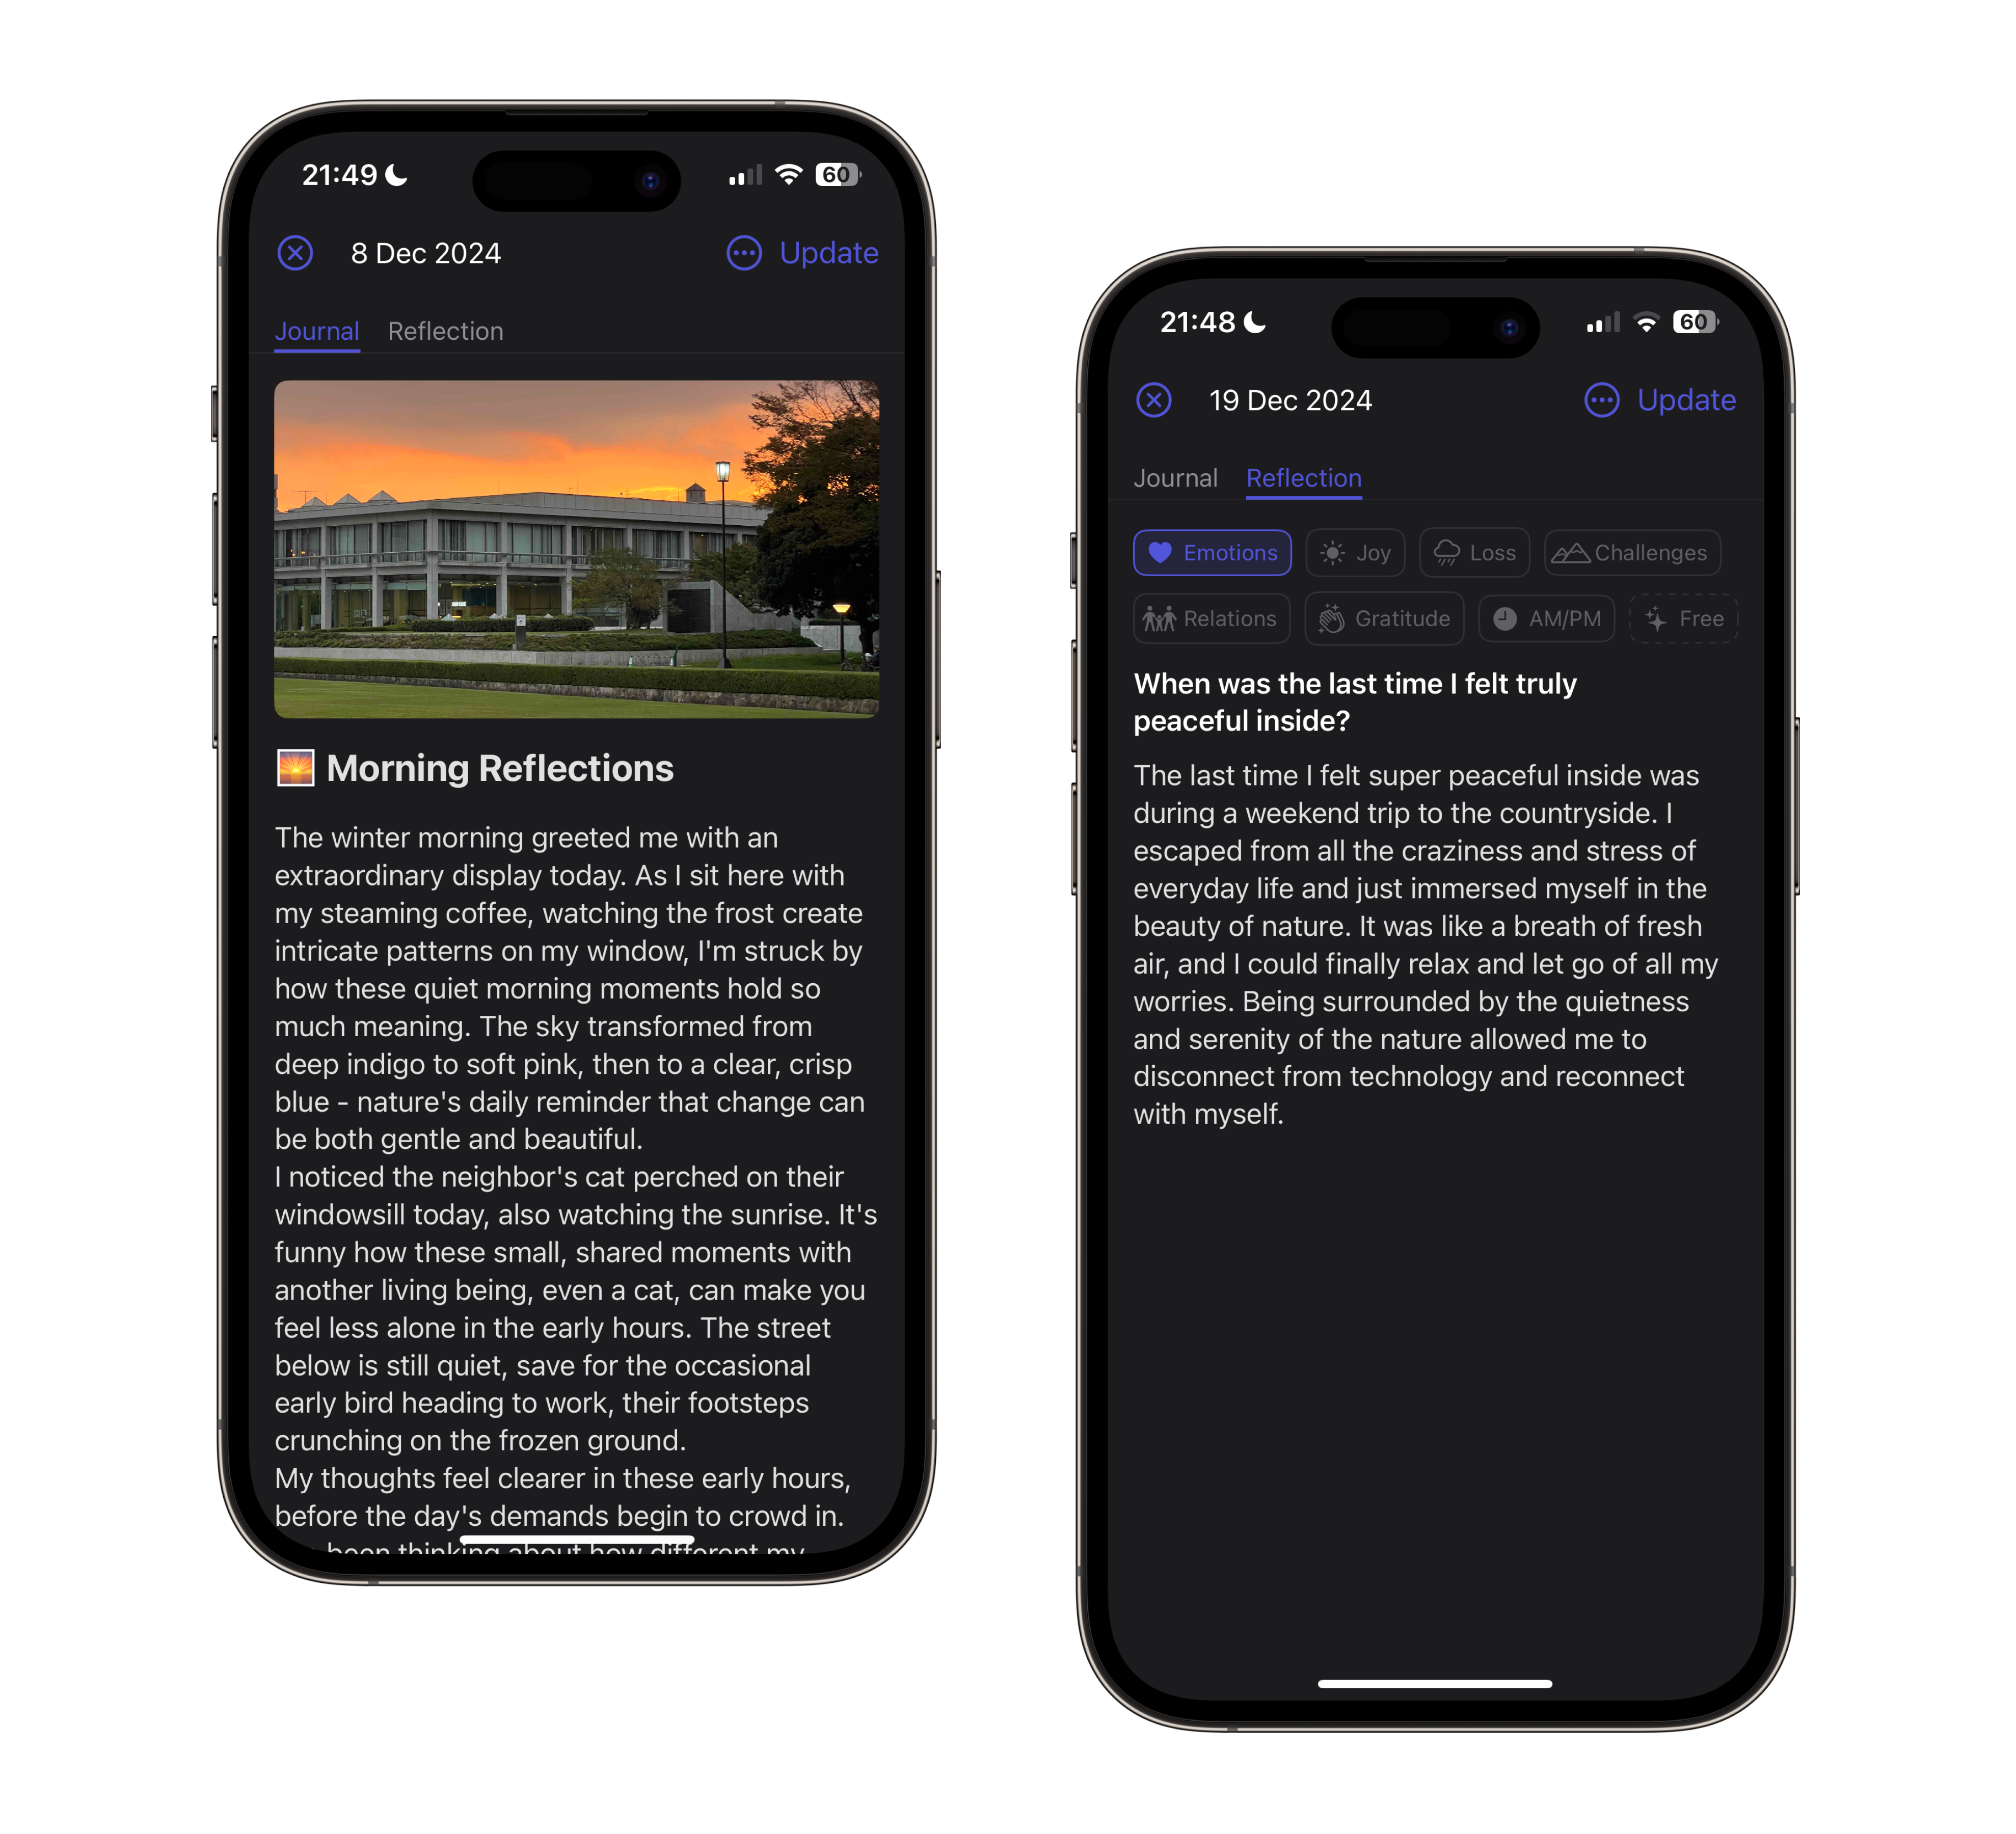 21:49
60
8 Dec 2024
Update
Journal Reflection
Morning Reflections
The winter morning greeted me with an
extraordinary display today. As I sit here with
my steaming coffee, watching the frost create
intricate patterns on my window, I'm struck by
how these quiet morning moments hold so
much meaning. The sky transformed from
deep indigo to soft pink, then to a clear, crisp
blue - nature's daily reminder that change can
be both gentle and beautiful.
I noticed the neighbor's cat perched on their
windowsill today, also watching the sunrise. It's
funny how these small, shared moments with
another living being, even a cat, can make you
feel less alone in the early hours. The street
below is still quiet, save for the occasional
early bird heading to work, their footsteps
crunching on the frozen ground.
My thoughts feel clearer in these early hours,
before the day's demands begin to crowd in.
been thinking about how different my
21:48
60
19 Dec 2024
Update
Journal Reflection
Emotions Joy Loss Challenges
Relations Gratitude AM/PM Free
When was the last time I felt truly
peaceful inside?
The last time I felt super peaceful inside was
during a weekend trip to the countryside. I
escaped from all the craziness and stress of
everyday life and just immersed myself in the
beauty of nature. It was like a breath of fresh
air, and I could finally relax and let go of all my
worries. Being surrounded by the quietness
and serenity of the nature allowed me to
disconnect from technology and reconnect
with myself.